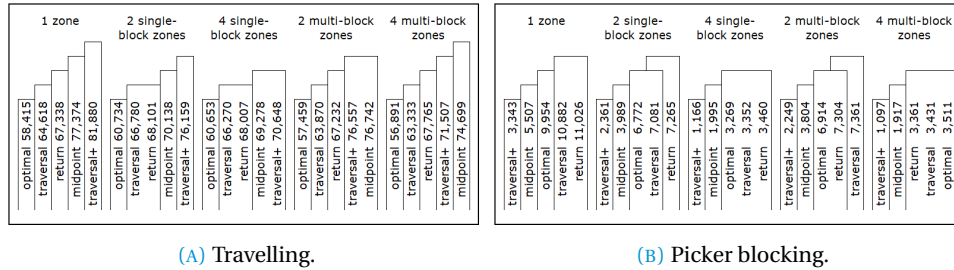 1 zone
2 single-
block zones
4 single-
block zones
2 multi-block
zones
4 multi-block
zones
optimal 58,415
traversal 64,618
return 67,338
midpoint 77,374
traversal+ 81,880
optimal 60,734
traversal 66,780
return 68,101
midpoint 70,138
traversal+ 76,159
optimal 60,653
traversal 66,270
return 68,007
midpoint 69,278
traversal+ 70,648
optimal 57,459
traversal 63,870
return 67,232
traversal+ 76,557
midpoint 76,742
optimal 56,891
traversal 63,333
return 67,765
traversal+ 71,507
midpoint 74,699
(A) Travelling.
1 zone
2 single-
block zones
4 single-
block zones
2 multi-block
zones
4 multi-block
zones
traversal+ 3,343
midpoint 5,507
optimal 9,954
traversal 10,882
return 11,026
traversal+ 2,361
midpoint 3,989
optimal 6,772
traversal 7,081
return 7,265
traversal+ 1,166
midpoint 1,995
optimal 3,269
traversal 3,352
return 3,460
traversal+ 2,249
midpoint 3,804
optimal 6,914
return 7,304
traversal 7,361
traversal+ 1,097
midpoint 1,917
return 3,361
traversal 3,431
optimal 3,511
(B) Picker blocking.